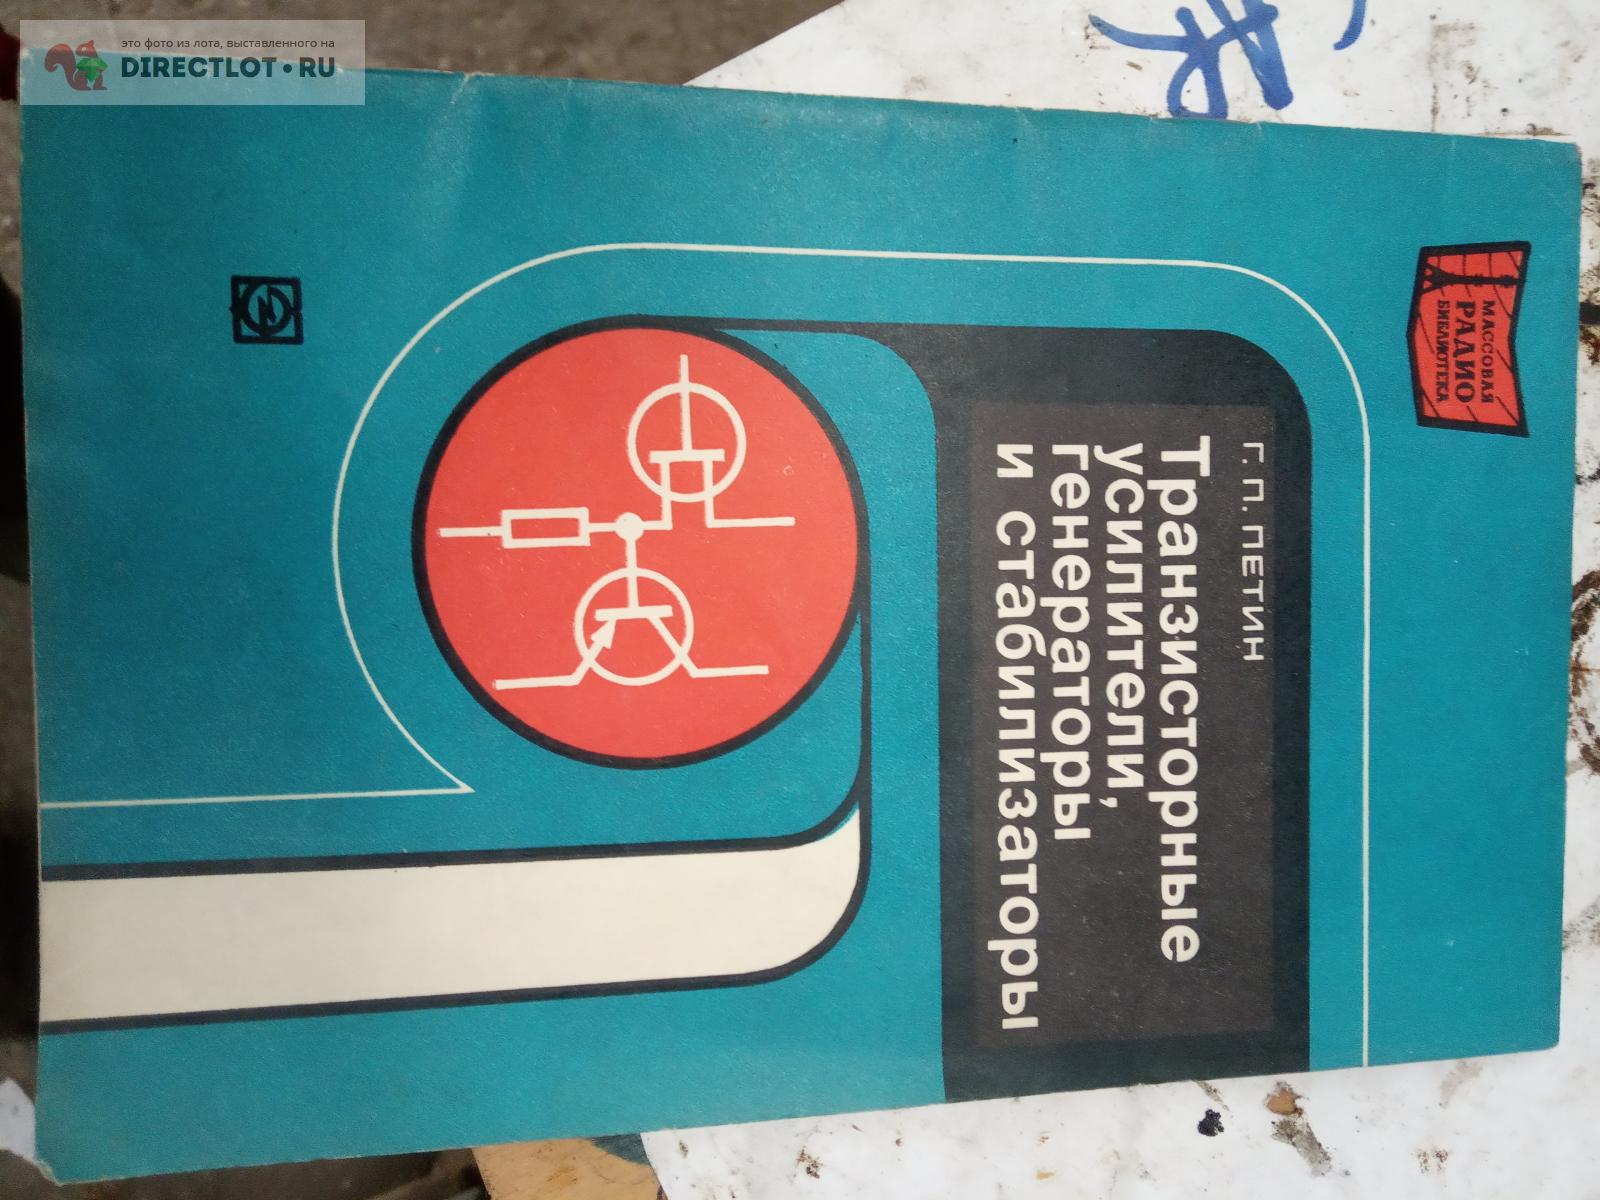 это фото из лота, выставленного на
DIRECTLOT•RU
МАССОВАЯ
РАДИО
БИБЛИОТЕКА
Г. П. ПЕТИН
Транзисторные
усилители,
генераторы
и стабилизаторы